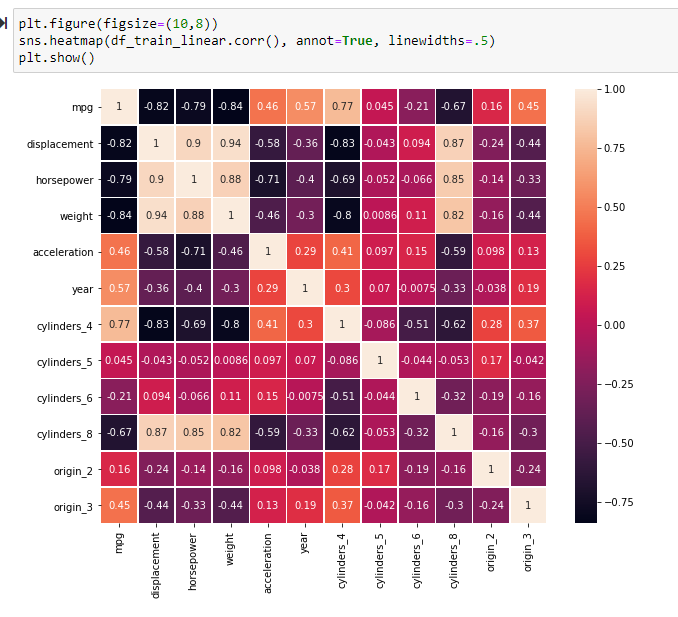 plt.figure(figsize=(10,8))
sns.heatmap(df_train_linear.corr(), annot=True, linewidths=.5)
plt.show()
mpg 1 -0.82 -0.79 -0.84 0.46 0.57 0.77 0.045 -0.21 -0.67 0.16 0.45
displacement -0.82 1 0.9 0.94 -0.58 -0.36 -0.83 -0.043 0.094 0.87 -0.24 -0.44
horsepower -0.79 0.9 1 0.88 -0.71 -0.4 -0.69 -0.052 -0.066 0.85 -0.14 -0.33
weight -0.84 0.94 0.88 1 -0.46 -0.3 -0.8 0.0086 0.11 0.82 -0.16 -0.44
acceleration 0.46 -0.58 -0.71 -0.46 1 0.29 0.41 0.097 0.15 -0.59 0.098 0.13
year 0.57 -0.36 -0.4 -0.3 0.29 1 0.3 0.07 -0.0075 -0.33 -0.038 0.19
cylinders_4 0.77 -0.83 -0.69 -0.8 0.41 0.3 1 -0.086 -0.51 -0.62 0.28 0.37
cylinders_5 0.045 -0.043 -0.052 0.0086 0.097 0.07 -0.086 1 -0.044 -0.053 0.17 -0.042
cylinders_6 -0.21 0.094 -0.066 0.11 0.15 -0.0075 -0.51 -0.044 1 -0.32 -0.19 -0.16
cylinders_8 -0.67 0.87 0.85 0.82 -0.59 -0.33 -0.62 -0.053 -0.32 1 -0.16 -0.3
origin_2 0.16 -0.24 -0.14 -0.16 0.098 -0.038 0.28 0.17 -0.19 -0.16 1 -0.24
origin_3 0.45 -0.44 -0.33 -0.44 0.13 0.19 0.37 -0.042 -0.16 -0.3 -0.24 1
mpg displacement horsepower weight acceleration year cylinders_4 cylinders_5 cylinders_6 cylinders_8 origin_2 origin_3
1.00
0.75
0.50
0.25
0.00
-0.25
-0.50
-0.75